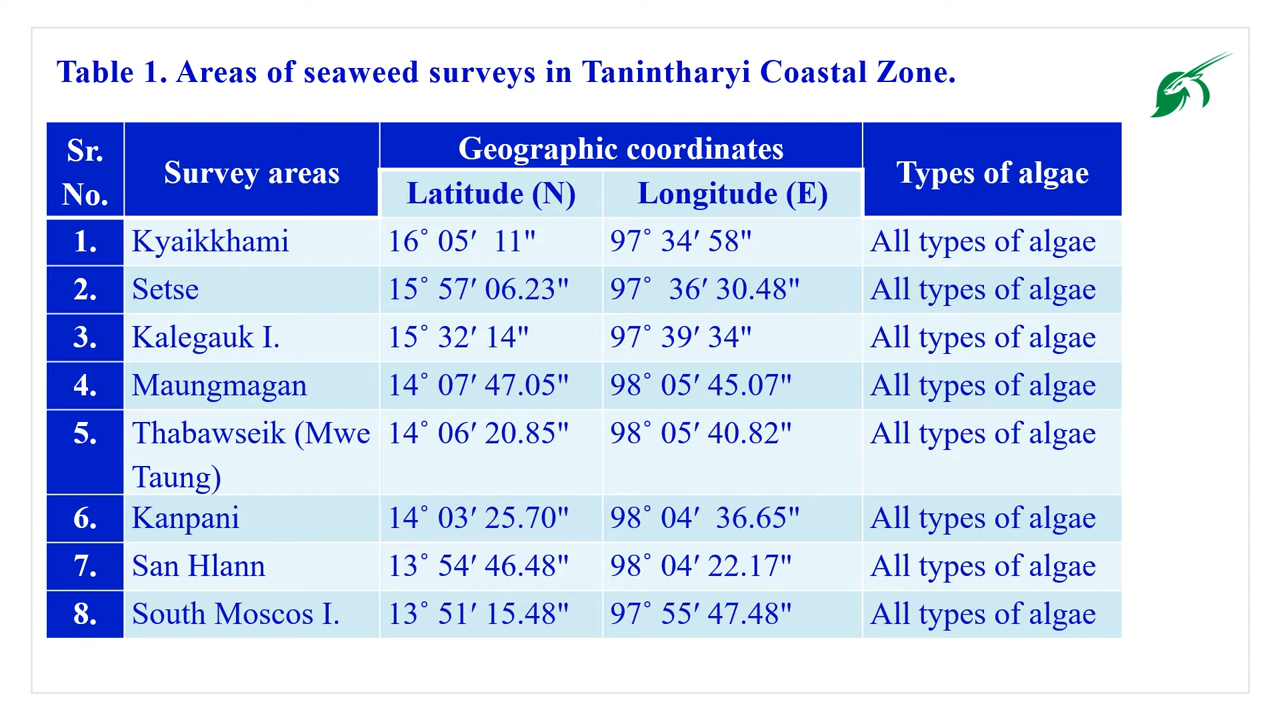 Table 1. Areas of seaweed surveys in Tanintharyi Coastal Zone.
Sr. No. Survey areas Geographic coordinates Types of algae
Latitude (N) Longitude (E)
1. Kyaikkhami 16˚ 05′ 11" 97˚ 34′ 58" All types of algae
2. Setse 15˚ 57′ 06.23" 97˚ 36′ 30.48" All types of algae
3. Kalegauk I. 15˚ 32′ 14" 97˚ 39′ 34" All types of algae
4. Maungmagan 14˚ 07′ 47.05" 98˚ 05′ 45.07" All types of algae
5. Thabawseik (Mwe 14˚ 06′ 20.85" 98˚ 05′ 40.82" All types of algae
Taung)
6. Kanpani 14˚ 03′ 25.70" 98˚ 04′ 36.65" All types of algae
7. San Hlann 13˚ 54′ 46.48" 98˚ 04′ 22.17" All types of algae
8. South Moscos I. 13˚ 51′ 15.48" 97˚ 55′ 47.48" All types of algae